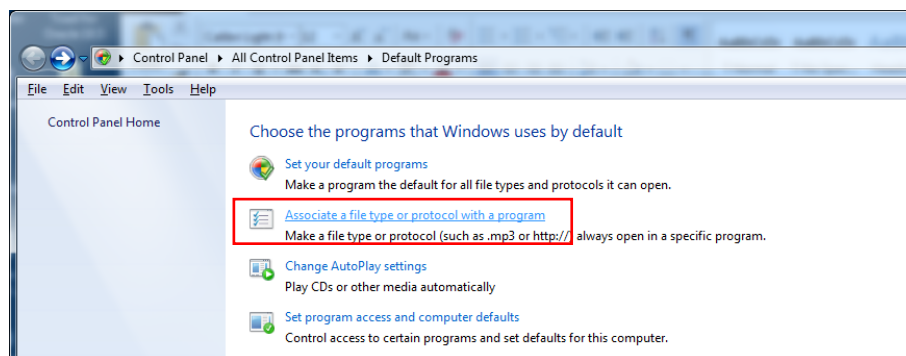 Control Panel ▸ All Control Panel Items ▸ Default Programs
File Edit View Tools Help
Control Panel Home
Choose the programs that Windows uses by default
Set your default programs
Make a program the default for all file types and protocols it can open.
Associate a file type or protocol with a program
Make a file type or protocol (such as .mp3 or http://) always open in a specific program.
Change AutoPlay settings
Play CDs or other media automatically
Set program access and computer defaults
Control access to certain programs and set defaults for this computer.